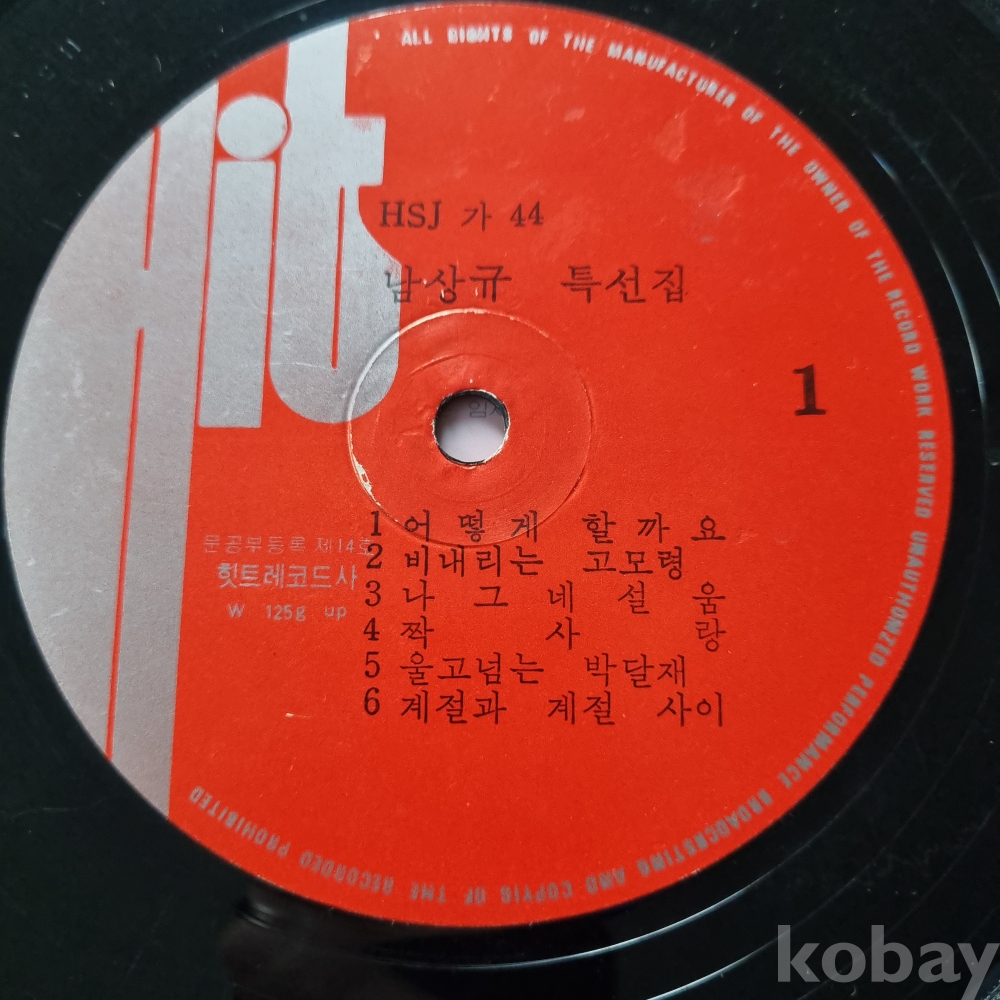 Hit
ALL RIGHTS OF THE MANUFACTURER OF THE OWNER OF THE RECORD WORK RESERVED UNAUTHORIZED PERFORMANCE BROADCASTING AND COPYIG OF THE RECORDED PROHIBITED
HSJ 가 44
남상규 특선집
1
1 어떻게 할까요
2 비내리는 고모령
3 나그네설움
4 짝사랑
5 울고넘는 박달재
6 계절과 계절 사이
문공부등록 제14호
힛트레코드사
W 125g up
kobay